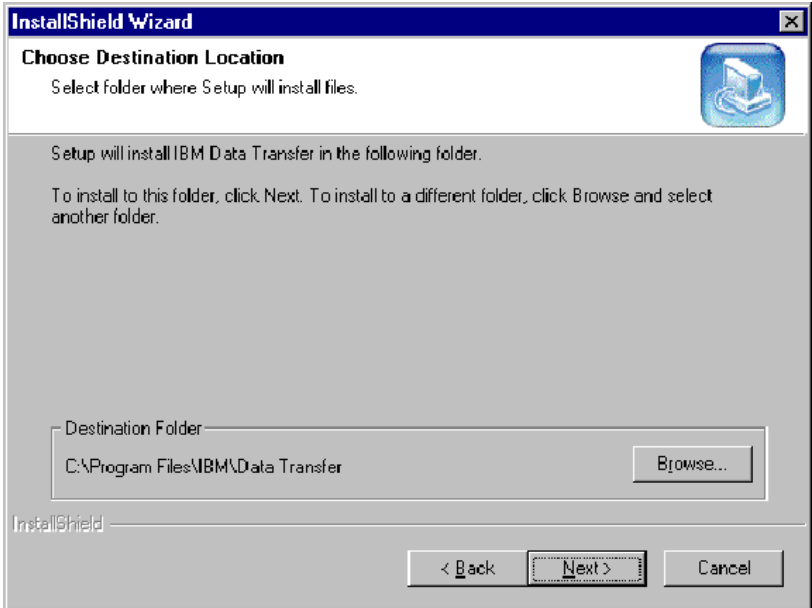 InstallShield Wizard
Choose Destination Location
Select folder where Setup will install files.
Setup will install IBM Data Transfer in the following folder.
To install to this folder, click Next. To install to a different folder, click Browse and select
another folder.
Destination Folder
C:\Program Files\IBM\Data Transfer
Browse...
InstallShield
< Back
Next >
Cancel